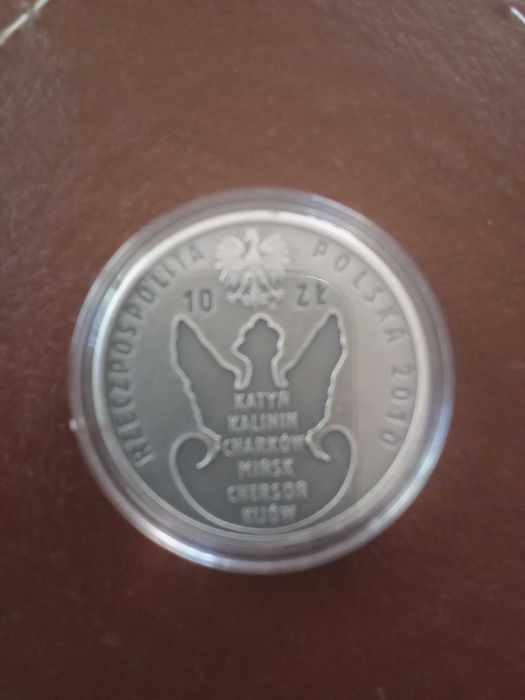 RZECZPOSPOLITA POLSKA 2010
10 ZŁ
KATYŃ
KALININ
CHARKÓW
MIŃSK
CHERSOŃ
KIJÓW